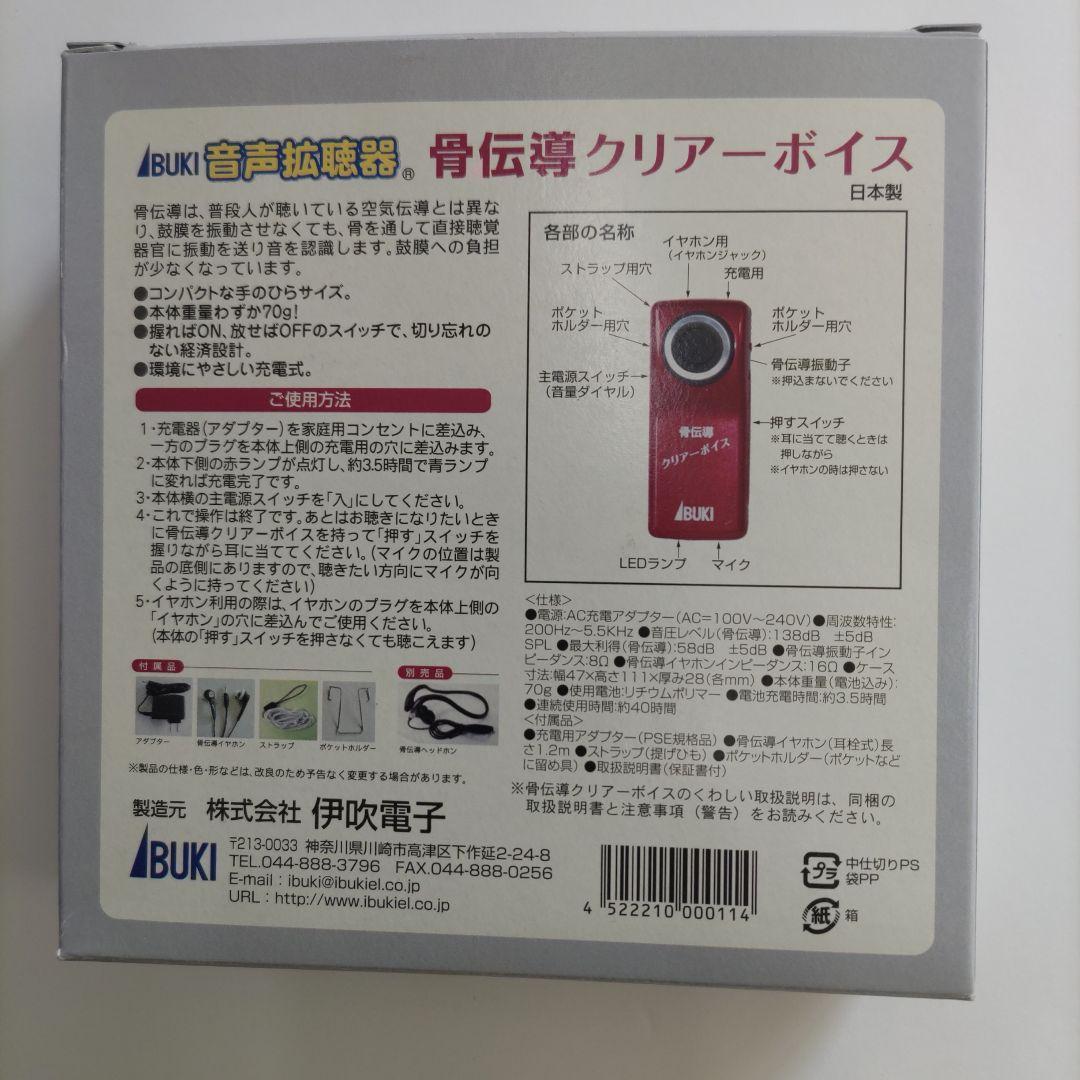 IBUKI 音声拡聴器® 骨伝導クリアーボイス
日本製
骨伝導は、普段人が聴いている空気伝導とは異な
り、鼓膜を振動させなくても、骨を通して直接聴覚
器官に振動を送り音を認識します。鼓膜への負担
が少なくなっています。
●コンパクトな手のひらサイズ。
●本体重量わずか70g!
●握ればON、放せばOFFのスイッチで、切り忘れの
ない経済設計。
●環境にやさしい充電式。
ご使用方法
1・充電器(アダプター)を家庭用コンセントに差込み、
一方のプラグを本体上側の充電用の穴に差込みます。
2・本体下側の赤ランプが点灯し、約3.5時間で青ランプ
に変れば充電完了です。
3・本体横の主電源スイッチを「入」にしてください。
4・これで操作は終了です。あとはお聴きになりたいとき
に骨伝導クリアーボイスを持って「押す」スイッチを
握りながら耳に当ててください。(マイクの位置は製
品の底側にありますので、聴きたい方向にマイクが向
くように持ってください)
5・イヤホン利用の際は、イヤホンのプラグを本体上側の
「イヤホン」の穴に差込んでご使用ください。
(本体の「押す」スイッチを押さなくても聴こえます)
付属品
アダプター
骨伝導イヤホン
ストラップ
ポケットホルダー
別売品
骨伝導ヘッドホン
※製品の仕様・色・形などは、改良のため予告なく変更する場合があります。
製造元 株式会社 伊吹電子
IBUKI
〒213-0033 神奈川県川崎市高津区下作延2-24-8
TEL.044-888-3796 FAX.044-888-0256
E-mail : ibuki@ibukiel.co.jp
URL : http://www.ibukiel.co.jp
各部の名称
イヤホン用
(イヤホンジャック)
ストラップ用穴
充電用
ポケット
ホルダー用穴
ポケット
ホルダー用穴
主電源スイッチ
(音量ダイヤル)
骨伝導振動子
※押込まないでください
押すスイッチ
※耳に当てて聴くときは
押しながら
※イヤホンの時は押さない
骨伝導
クリアーボイス
IBUKI
LEDランプ
マイク
<仕様>
●電源:AC充電アダプター(AC=100V~240V)●周波数特性:
200Hz~5.5KHz ●音圧レベル(骨伝導):138dB ±5dB
SPL ●最大利得(骨伝導):58dB ±5dB ●骨伝導振動子イン
ピーダンス:8Ω ●骨伝導イヤホンインピーダンス:16Ω ●ケース
寸法:幅47×高さ111×厚み28(各mm) ●本体重量(電池込み):
70g ●使用電池:リチウムポリマー ●電池充電時間:約3.5時間
●連続使用時間:約40時間
<付属品>
●充電用アダプター(PSE規格品) ●骨伝導イヤホン(耳栓式)長
さ1.2m ●ストラップ(提げひも) ●ポケットホルダー(ポケットなど
に留め具) ●取扱説明書(保証書付)
※骨伝導クリアーボイスのくわしい取扱説明は、同梱の
取扱説明書と注意事項(警告)をお読みください。
4 522210 000114
プラ
中仕切りPS
袋PP
紙
箱